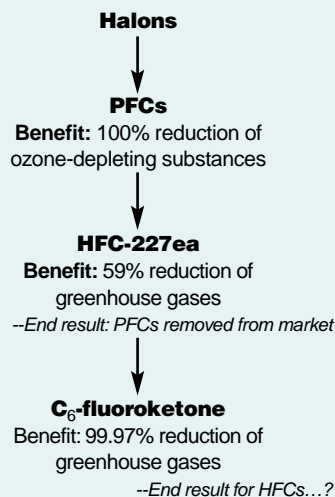 Halons
PFCs
Benefit: 100% reduction of
ozone-depleting substances
HFC-227ea
Benefit: 59% reduction of
greenhouse gases
--End result: PFCs removed from market
C₆-fluoroketone
Benefit: 99.97% reduction of
greenhouse gases
--End result for HFCs...?